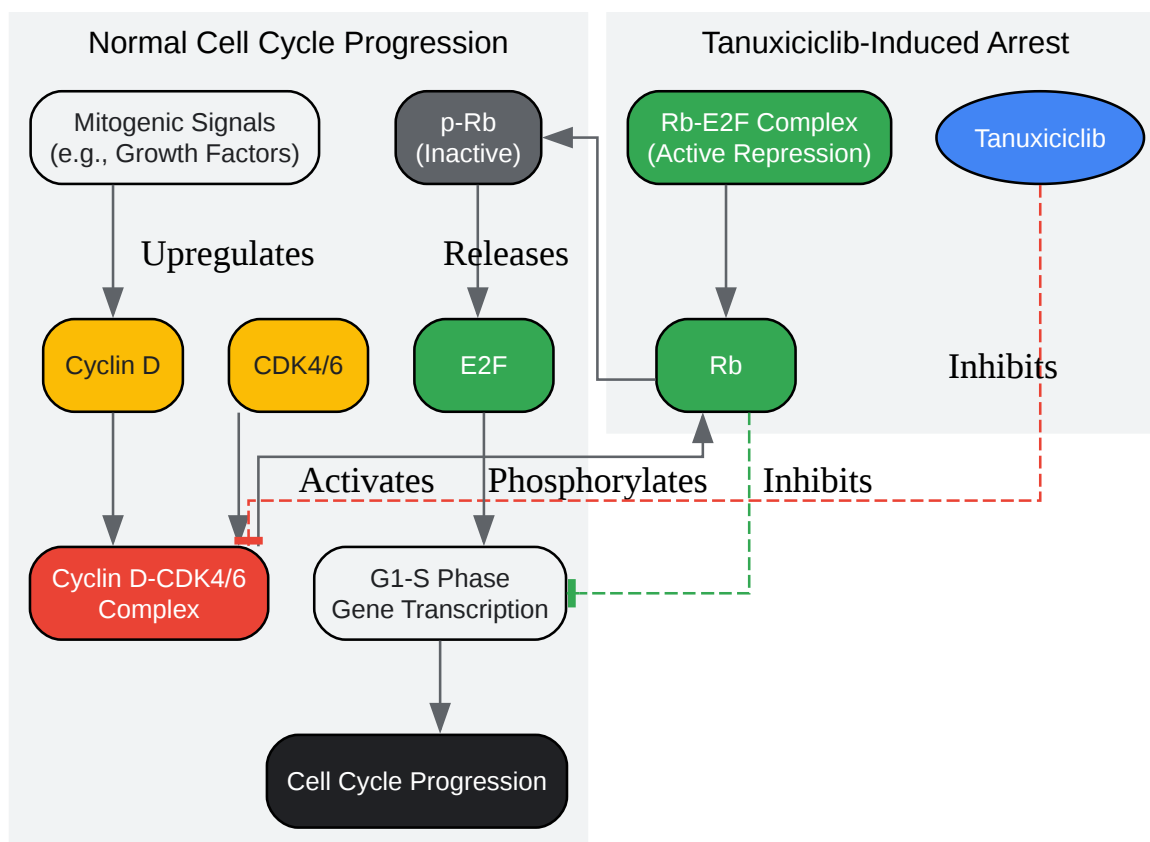 Normal Cell Cycle Progression
Tanuxiciclib-Induced Arrest
Mitogenic Signals
(e.g., Growth Factors)
p-Rb
(Inactive)
Rb-E2F Complex
(Active Repression)
Tanuxiciclib
Upregulates
Releases
Cyclin D
CDK4/6
E2F
Rb
Inhibits
Activates
Phosphorylates
Inhibits
Cyclin D-CDK4/6
Complex
G1-S Phase
Gene Transcription
Cell Cycle Progression